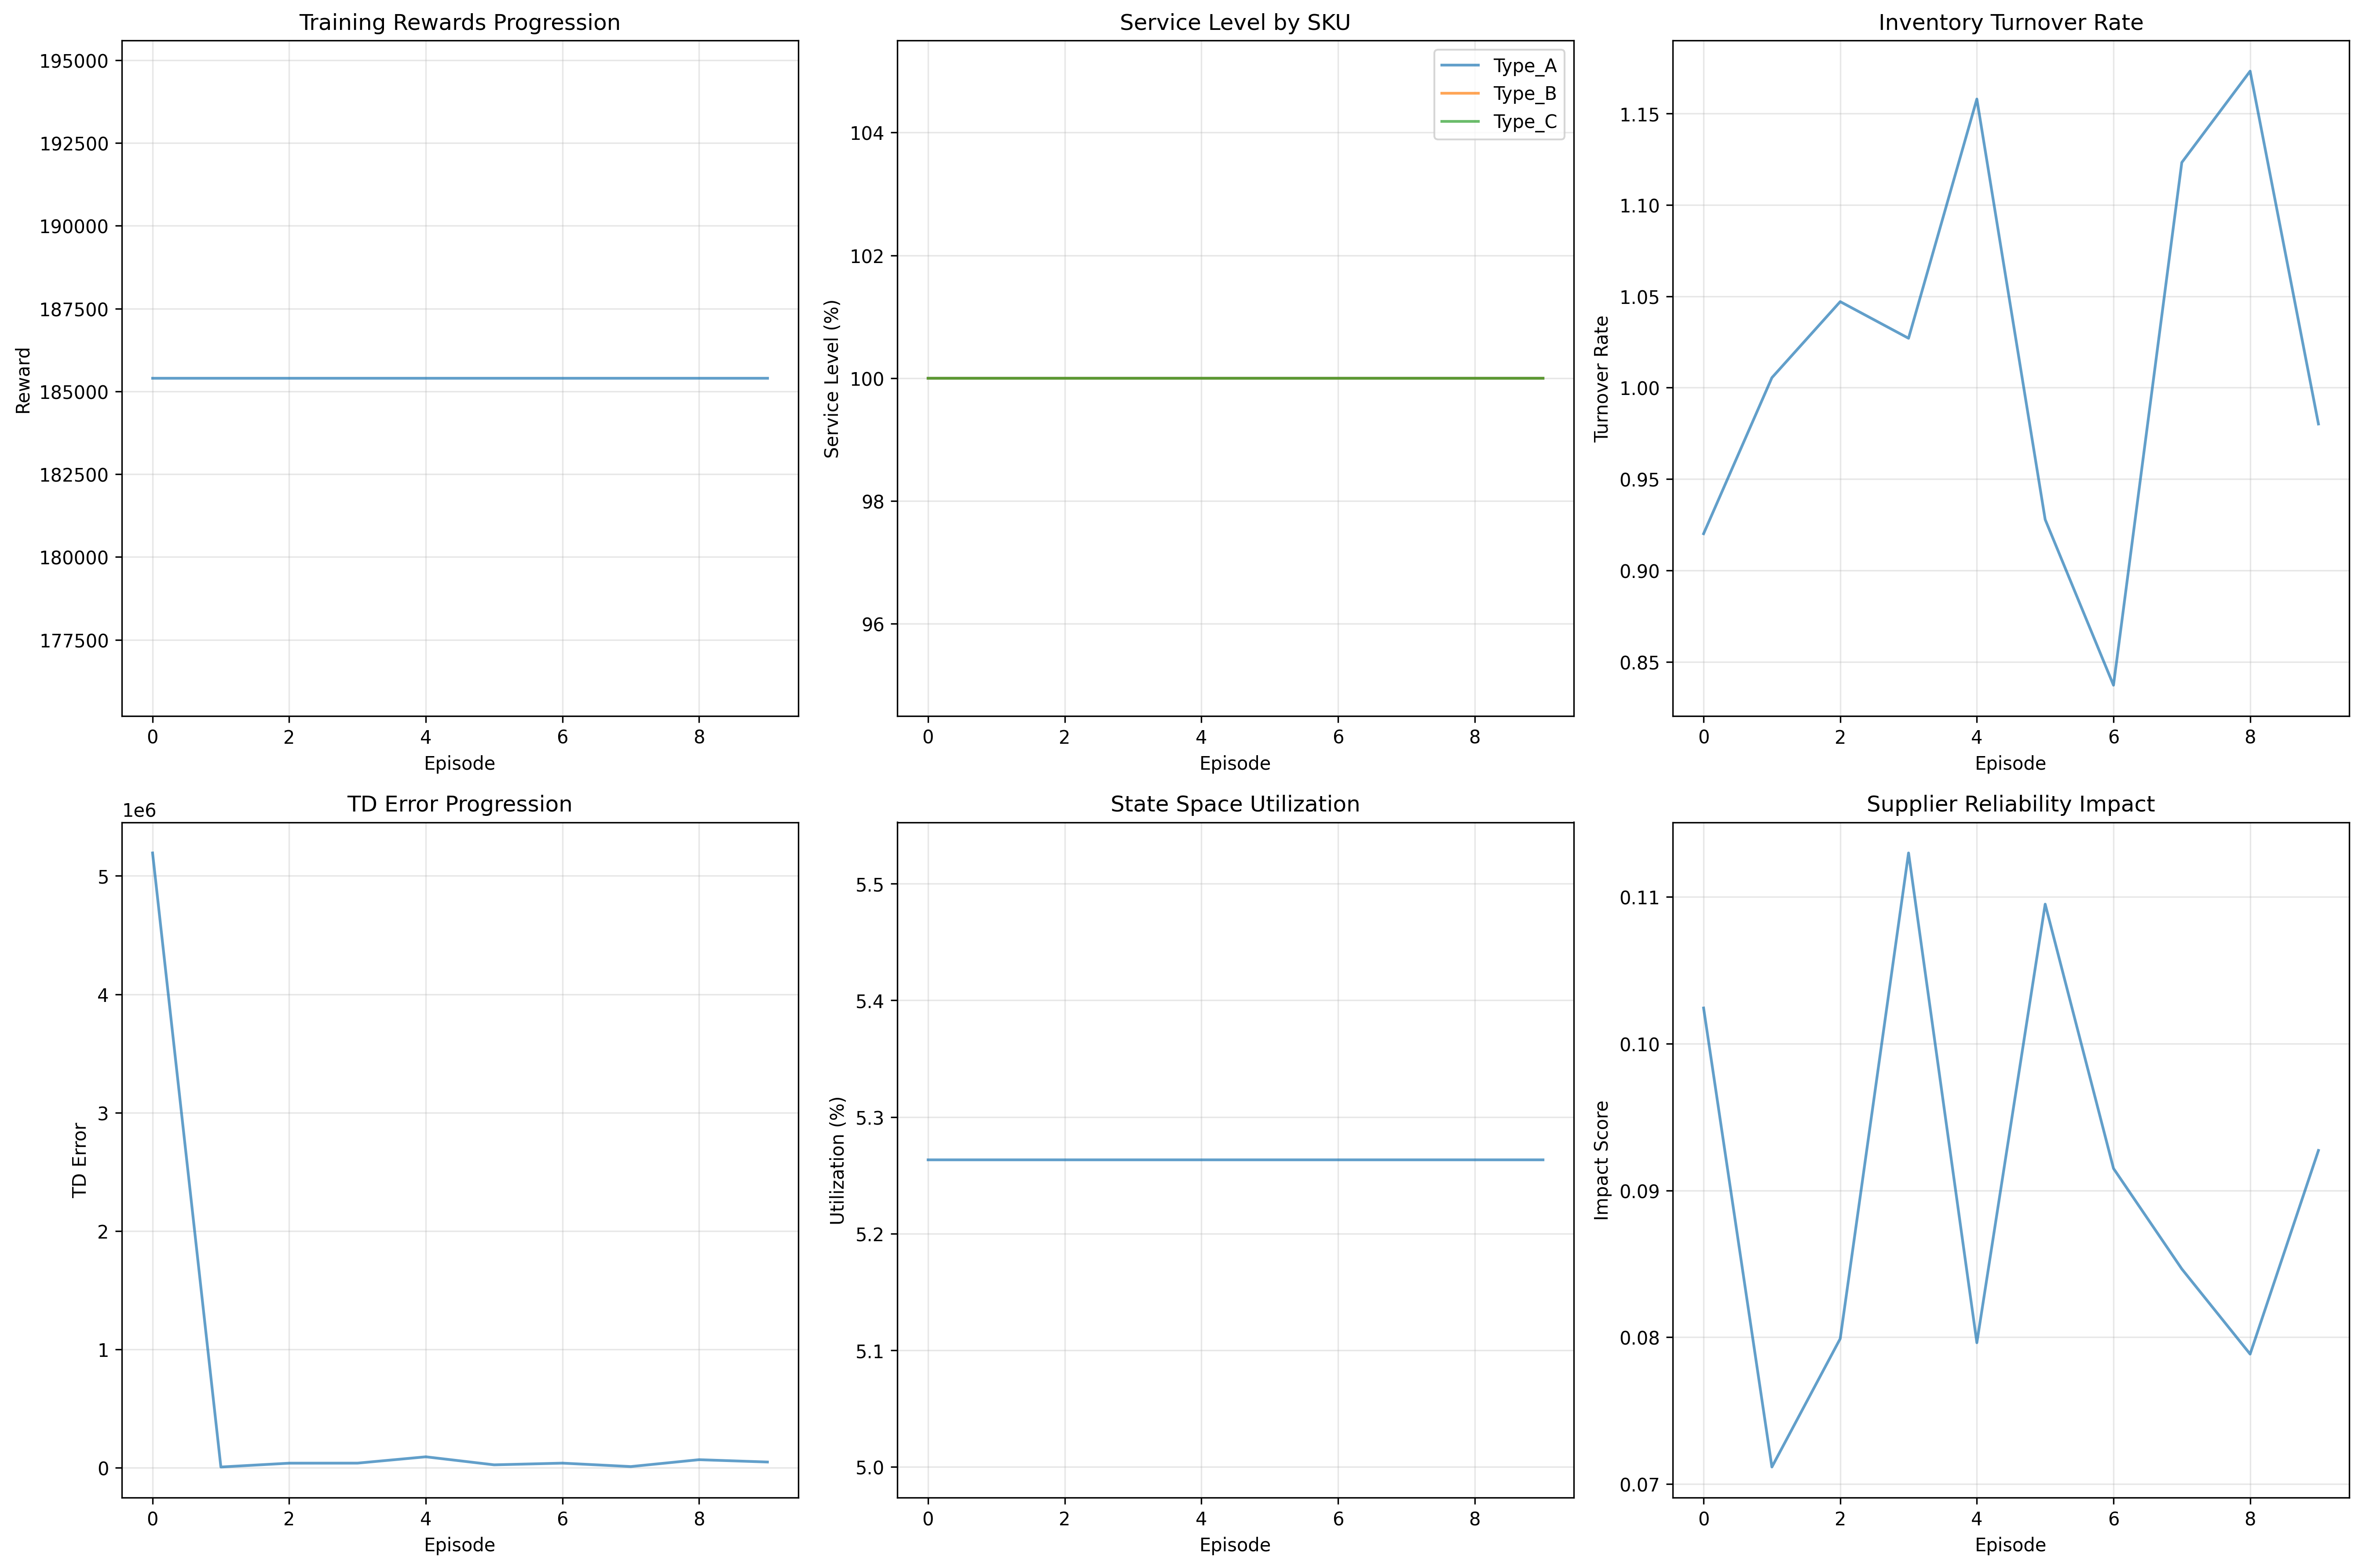 Training Rewards Progression
195000
192500
190000
187500
185000
182500
180000
177500
Reward
0 2 4 6 8
Episode
Service Level by SKU
Type_A
Type_B
Type_C
104
102
100
98
96
Service Level (%)
0 2 4 6 8
Episode
Inventory Turnover Rate
1.15
1.10
1.05
1.00
0.95
0.90
0.85
Turnover Rate
0 2 4 6 8
Episode
TD Error Progression
1e6
5
4
3
2
1
0
TD Error
0 2 4 6 8
Episode
State Space Utilization
5.5
5.4
5.3
5.2
5.1
5.0
Utilization (%)
0 2 4 6 8
Episode
Supplier Reliability Impact
0.11
0.10
0.09
0.08
0.07
Impact Score
0 2 4 6 8
Episode